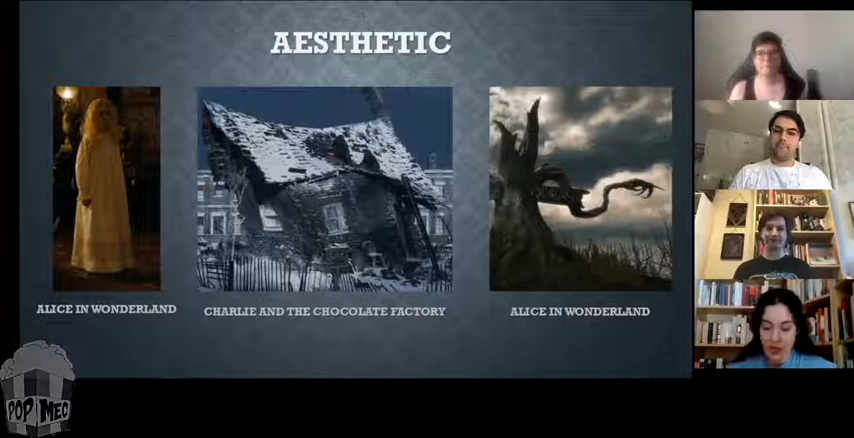 AESTHETIC
ALICE IN WONDERLAND
CHARLIE AND THE CHOCOLATE FACTORY
ALICE IN WONDERLAND
POP MEC